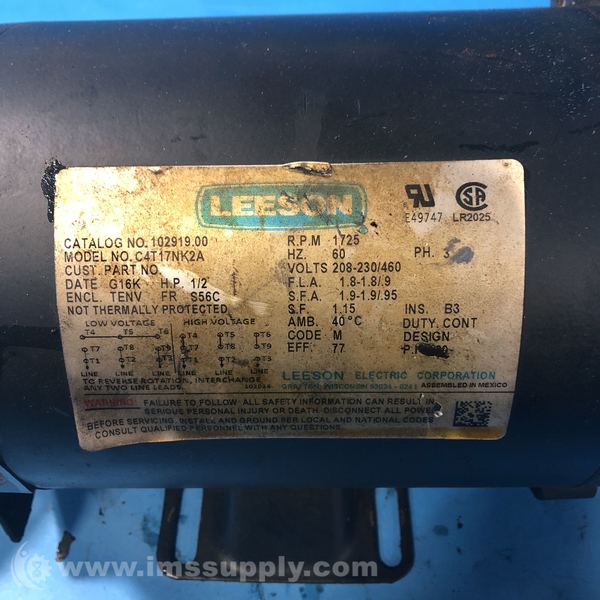 LEESON
E49747 LR2025
CATALOG NO. 102919.00 R.P.M 1725
MODEL NO. C4T17NK2A HZ. 60 PH. 3
CUST. PART NO. VOLTS 208-230/460
DATE G16K H.P. 1/2 F.L.A. 1.8-1.8/.9
ENCL. TENV FR S56C S.F.A. 1.9-1.9/.95
NOT THERMALLY PROTECTED S.F. 1.15 INS. B3
LOW VOLTAGE HIGH VOLTAGE AMB. 40°C DUTY. CONT
T4 T5 T6 T4 T5 T6 CODE M DESIGN
T7 T8 T9 T7 T8 T9 EFF. 77
T1 T2 T3 T1 T2 T3
LINE LINE LINE LINE LINE LINE LEESON ELECTRIC CORPORATION
TO REVERSE ROTATION, INTERCHANGE GRAFTON, WISCONSIN ASSEMBLED IN MEXICO
ANY TWO LINE LEADS.
WARNING: FAILURE TO FOLLOW ALL SAFETY INFORMATION CAN RESULT IN
SERIOUS PERSONAL INJURY OR DEATH. DISCONNECT ALL POWER
BEFORE SERVICING. INSTALL AND GROUND PER LOCAL AND NATIONAL CODES.
CONSULT QUALIFIED PERSONNEL WITH ANY QUESTIONS.
www.imssupply.com